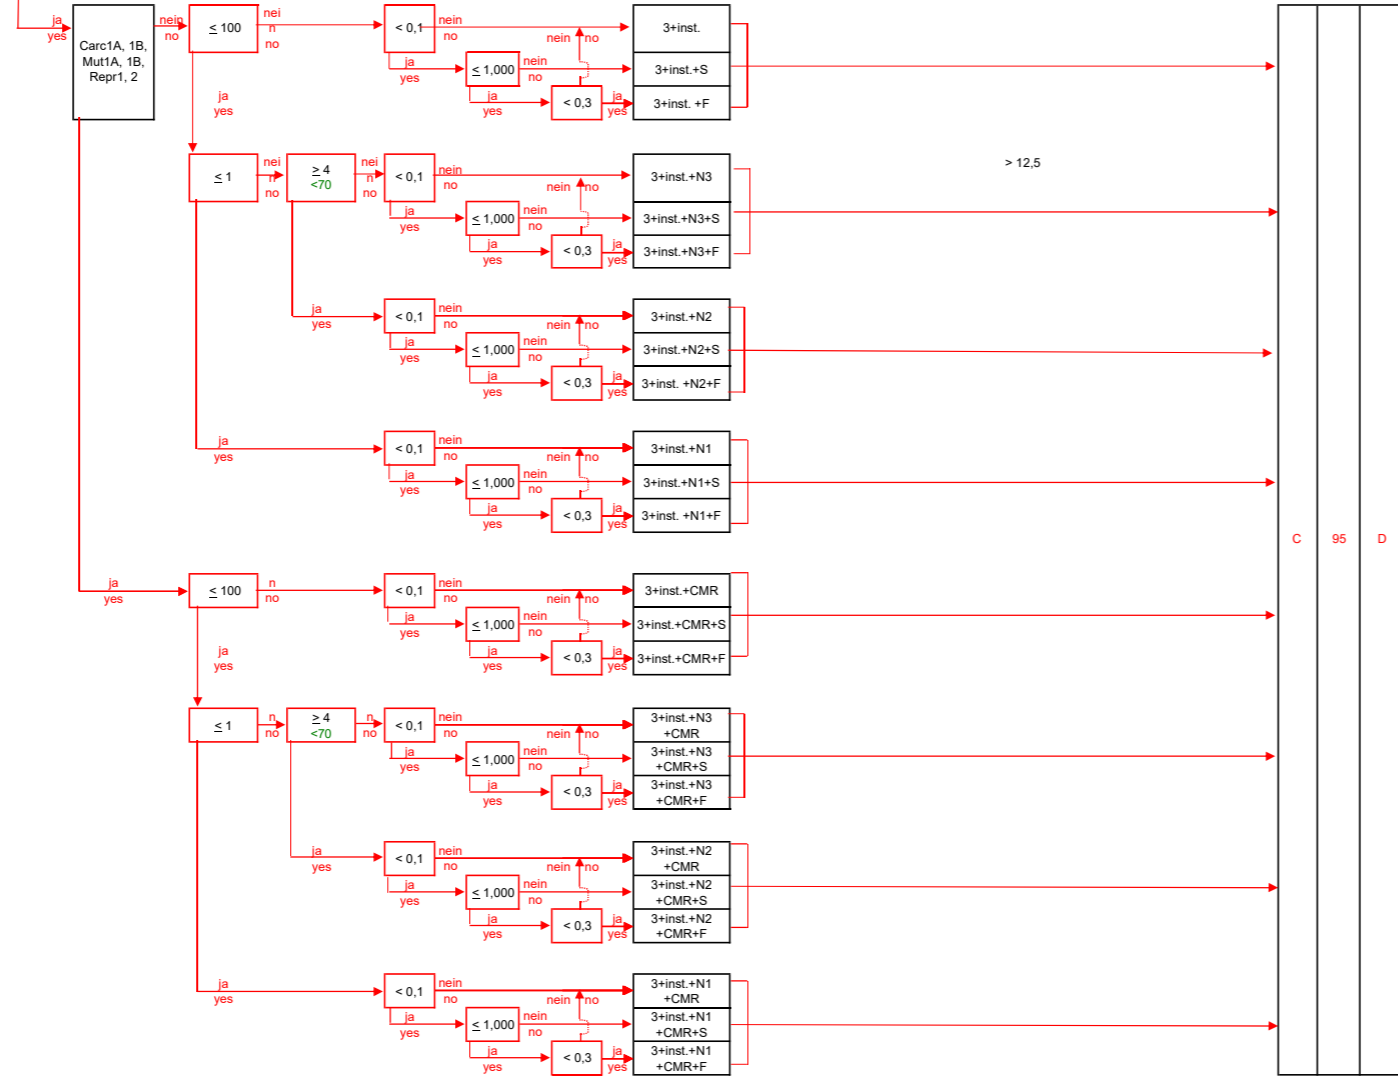 ja
yes
Carc1A, 1B,
Mut1A, 1B,
Repr1, 2
nein
no
≤ 100
nei
n
no
< 0,1
nein
no
3+inst.
ja
yes
≤ 1,000
nein
no
nein no
3+inst.+S
ja
yes
< 0,3
ja
yes
3+inst. +F
ja
yes
≤ 1
nei
n
no
≥ 4
<70
nei
n
no
< 0,1
nein
no
3+inst.+N3
> 12,5
ja
yes
≤ 1,000
nein
no
nein no
3+inst.+N3+S
ja
yes
< 0,3
ja
yes
3+inst.+N3+F
ja
yes
< 0,1
nein
no
3+inst.+N2
ja
yes
≤ 1,000
nein
no
nein no
3+inst.+N2+S
ja
yes
< 0,3
ja
yes
3+inst. +N2+F
ja
yes
< 0,1
nein
no
3+inst.+N1
ja
yes
≤ 1,000
nein
no
nein no
3+inst.+N1+S
ja
yes
< 0,3
ja
yes
3+inst. +N1+F
C 95 D
ja
yes
≤ 100
n
no
< 0,1
nein
no
3+inst.+CMR
ja
yes
≤ 1,000
nein
no
nein no
3+inst.+CMR+S
ja
yes
< 0,3
ja
yes
3+inst.+CMR+F
ja
yes
≤ 1
n
no
≥ 4
<70
n
no
< 0,1
nein
no
3+inst.+N3
+CMR
ja
yes
≤ 1,000
nein
no
nein no
3+inst.+N3
+CMR+S
ja
yes
< 0,3
ja
yes
3+inst.+N3
+CMR+F
ja
yes
< 0,1
nein
no
3+inst.+N2
+CMR
ja
yes
≤ 1,000
nein
no
nein no
3+inst.+N2
+CMR+S
ja
yes
< 0,3
ja
yes
3+inst.+N2
+CMR+F
ja
yes
< 0,1
nein
no
3+inst.+N1
+CMR
ja
yes
≤ 1,000
nein
no
nein no
3+inst.+N1
+CMR+S
ja
yes
< 0,3
ja
yes
3+inst.+N1
+CMR+F